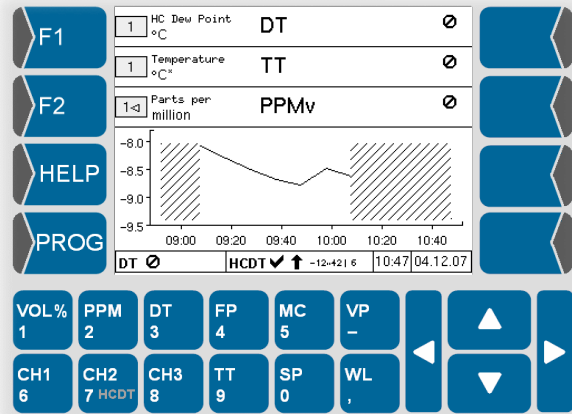 F1
F2
HELP
PROG
1 HC Dew Point °C DT
1 Temperature °C* TT
1 Parts per million PPMv
-8.0
-8.5
-9.0
-9.5
09:00 09:20 09:40 10:00 10:20 10:40
DT HCDT 10:47 04.12.07
VOL% PPM DT FP MC VP
1 2 3 4 5 –
CH1 CH2 CH3 TT SP WL
6 7 HCDT 8 9 0 ,